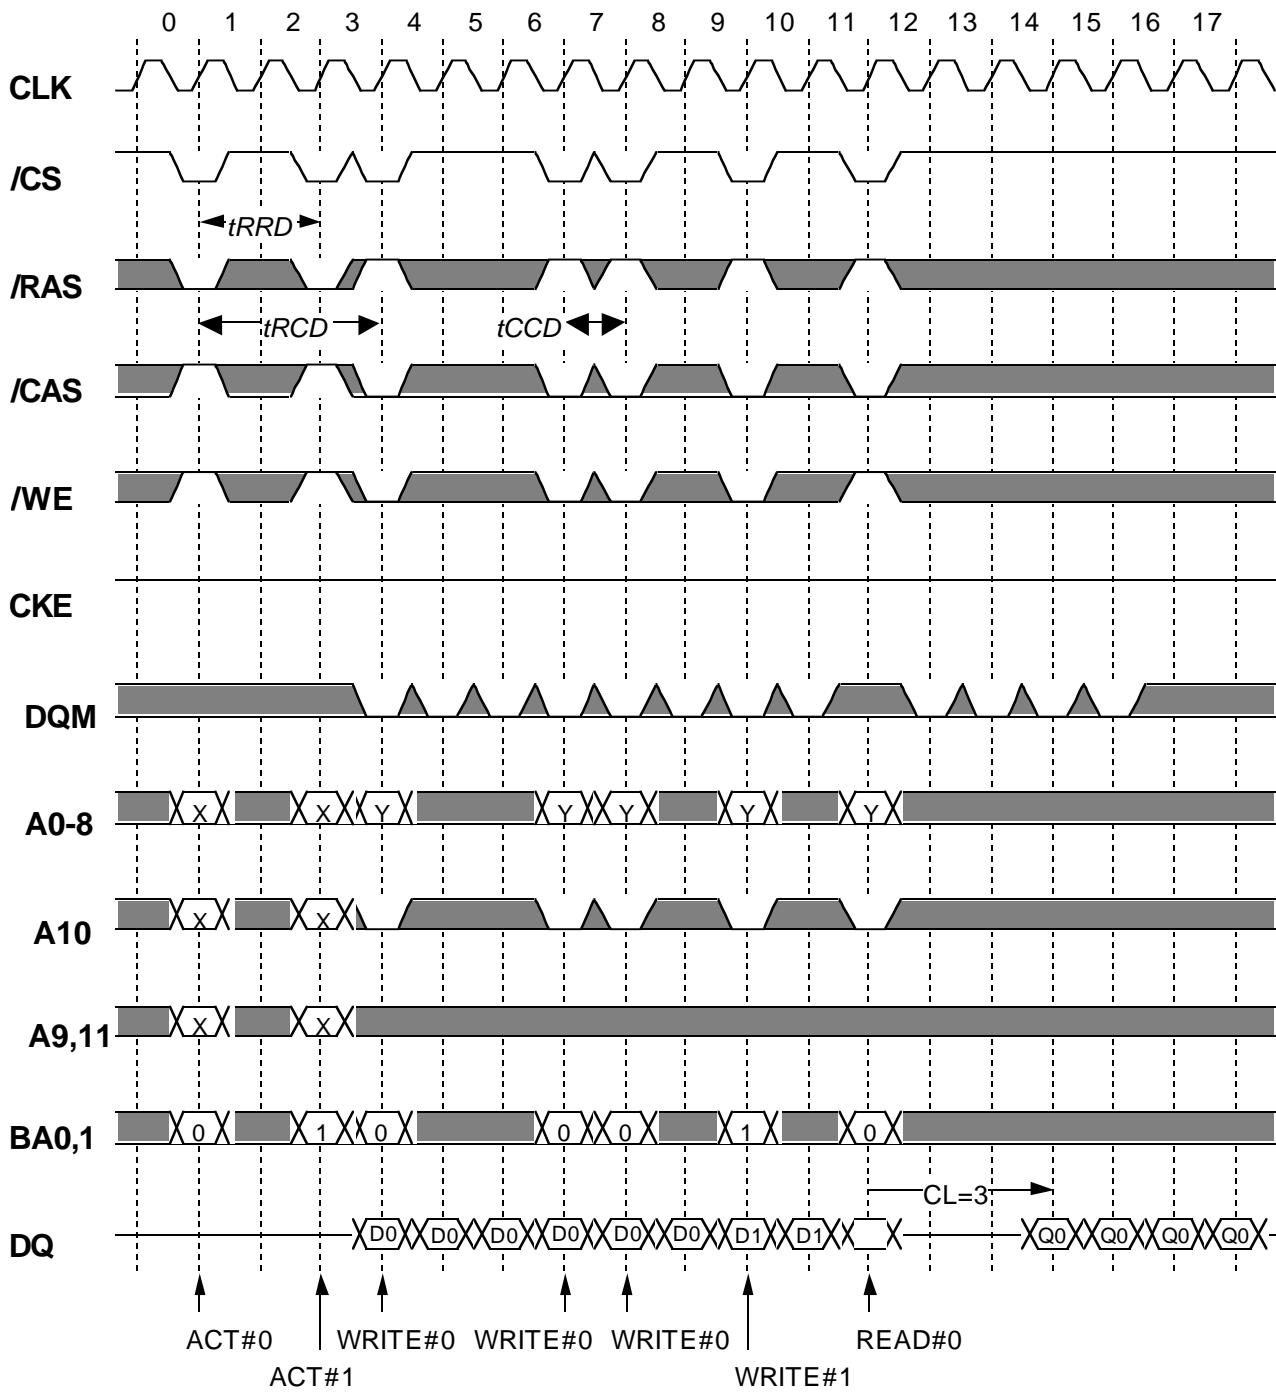 0 1 2 3 4 5 6 7 8 9 10 11 12 13 14 15 16 17
CLK
/CS
tRRD
/RAS
tRCD tCCD
/CAS
/WE
CKE
DQM
A0-8 X X Y Y Y Y Y
A10 X X
A9,11 X X
BA0,1 0 1 0 0 0 1 0
CL=3
DQ D0 D0 D0 D0 D0 D0 D1 D1 Q0 Q0 Q0 Q0
ACT#0 WRITE#0 WRITE#0 WRITE#0 READ#0
ACT#1 WRITE#1